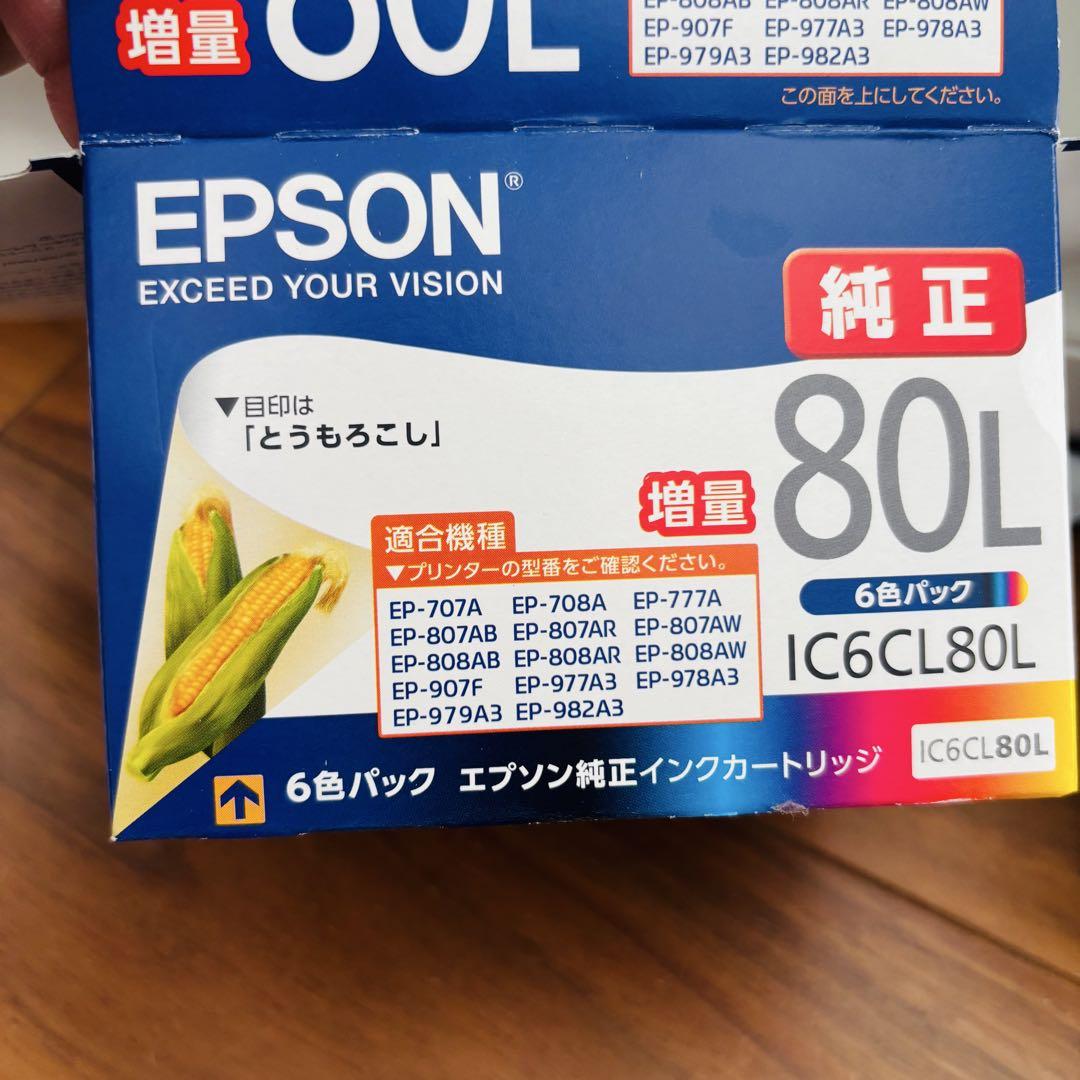 増量
80L
EP-808AB EP-808AR EP-808AW
EP-907F EP-977A3 EP-978A3
EP-979A3 EP-982A3
この面を上にしてください。
EPSON®
EXCEED YOUR VISION
純正
▼目印は
「とうもろこし」
増量
80L
適合機種
▼プリンターの型番をご確認ください。
EP-707A EP-708A EP-777A
EP-807AB EP-807AR EP-807AW
EP-808AB EP-808AR EP-808AW
EP-907F EP-977A3 EP-978A3
EP-979A3 EP-982A3
6色パック
IC6CL80L
6色パック エプソン純正インクカートリッジ
IC6CL80L